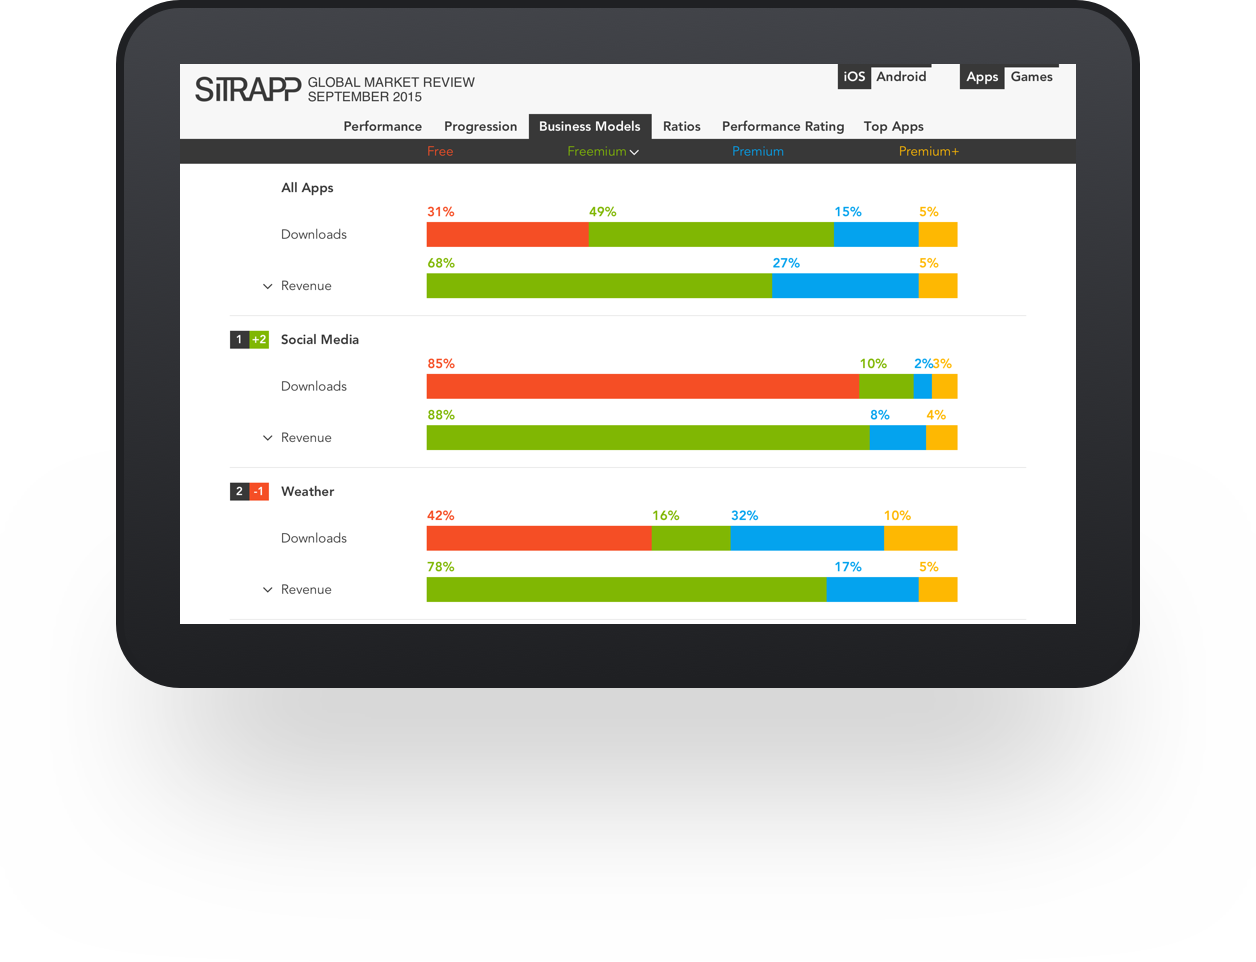 SiTRAPP GLOBAL MARKET REVIEW
SEPTEMBER 2015
iOS Android Apps Games
Performance Progression Business Models Ratios Performance Rating Top Apps
Free Freemium Premium Premium+
All Apps
31% 49% 15% 5%
Downloads
68% 27% 5%
Revenue
1 +2 Social Media
85% 10% 2% 3%
Downloads
88% 8% 4%
Revenue
2 -1 Weather
42% 16% 32% 10%
Downloads
78% 17% 5%
Revenue